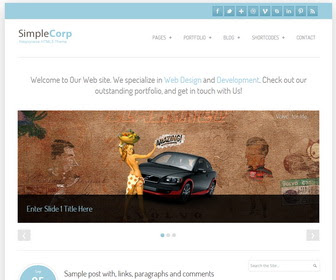 SimpleCorp
PAGES PORTFOLIO BLOG SHORTCODES CONTACT
Welcome to Our Web site. We specialize in Web Design and Development. Check out our
outstanding portfolio, and get in touch with Us!
AMAZING!
Enter Slide 1 Title Here
Search the Site
Sample post with, links, paragraphs and comments